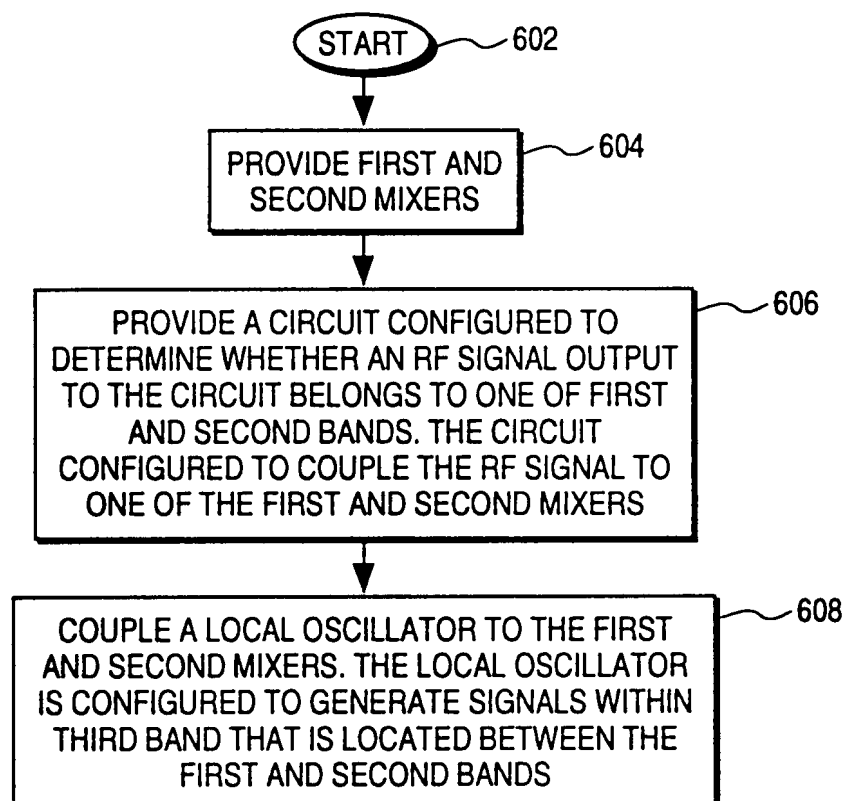 START
602
PROVIDE FIRST AND
SECOND MIXERS
604
PROVIDE A CIRCUIT CONFIGURED TO
DETERMINE WHETHER AN RF SIGNAL OUTPUT
TO THE CIRCUIT BELONGS TO ONE OF FIRST
AND SECOND BANDS. THE CIRCUIT
CONFIGURED TO COUPLE THE RF SIGNAL TO
ONE OF THE FIRST AND SECOND MIXERS
606
COUPLE A LOCAL OSCILLATOR TO THE FIRST
AND SECOND MIXERS. THE LOCAL OSCILLATOR
IS CONFIGURED TO GENERATE SIGNALS WITHIN
THIRD BAND THAT IS LOCATED BETWEEN THE
FIRST AND SECOND BANDS
608